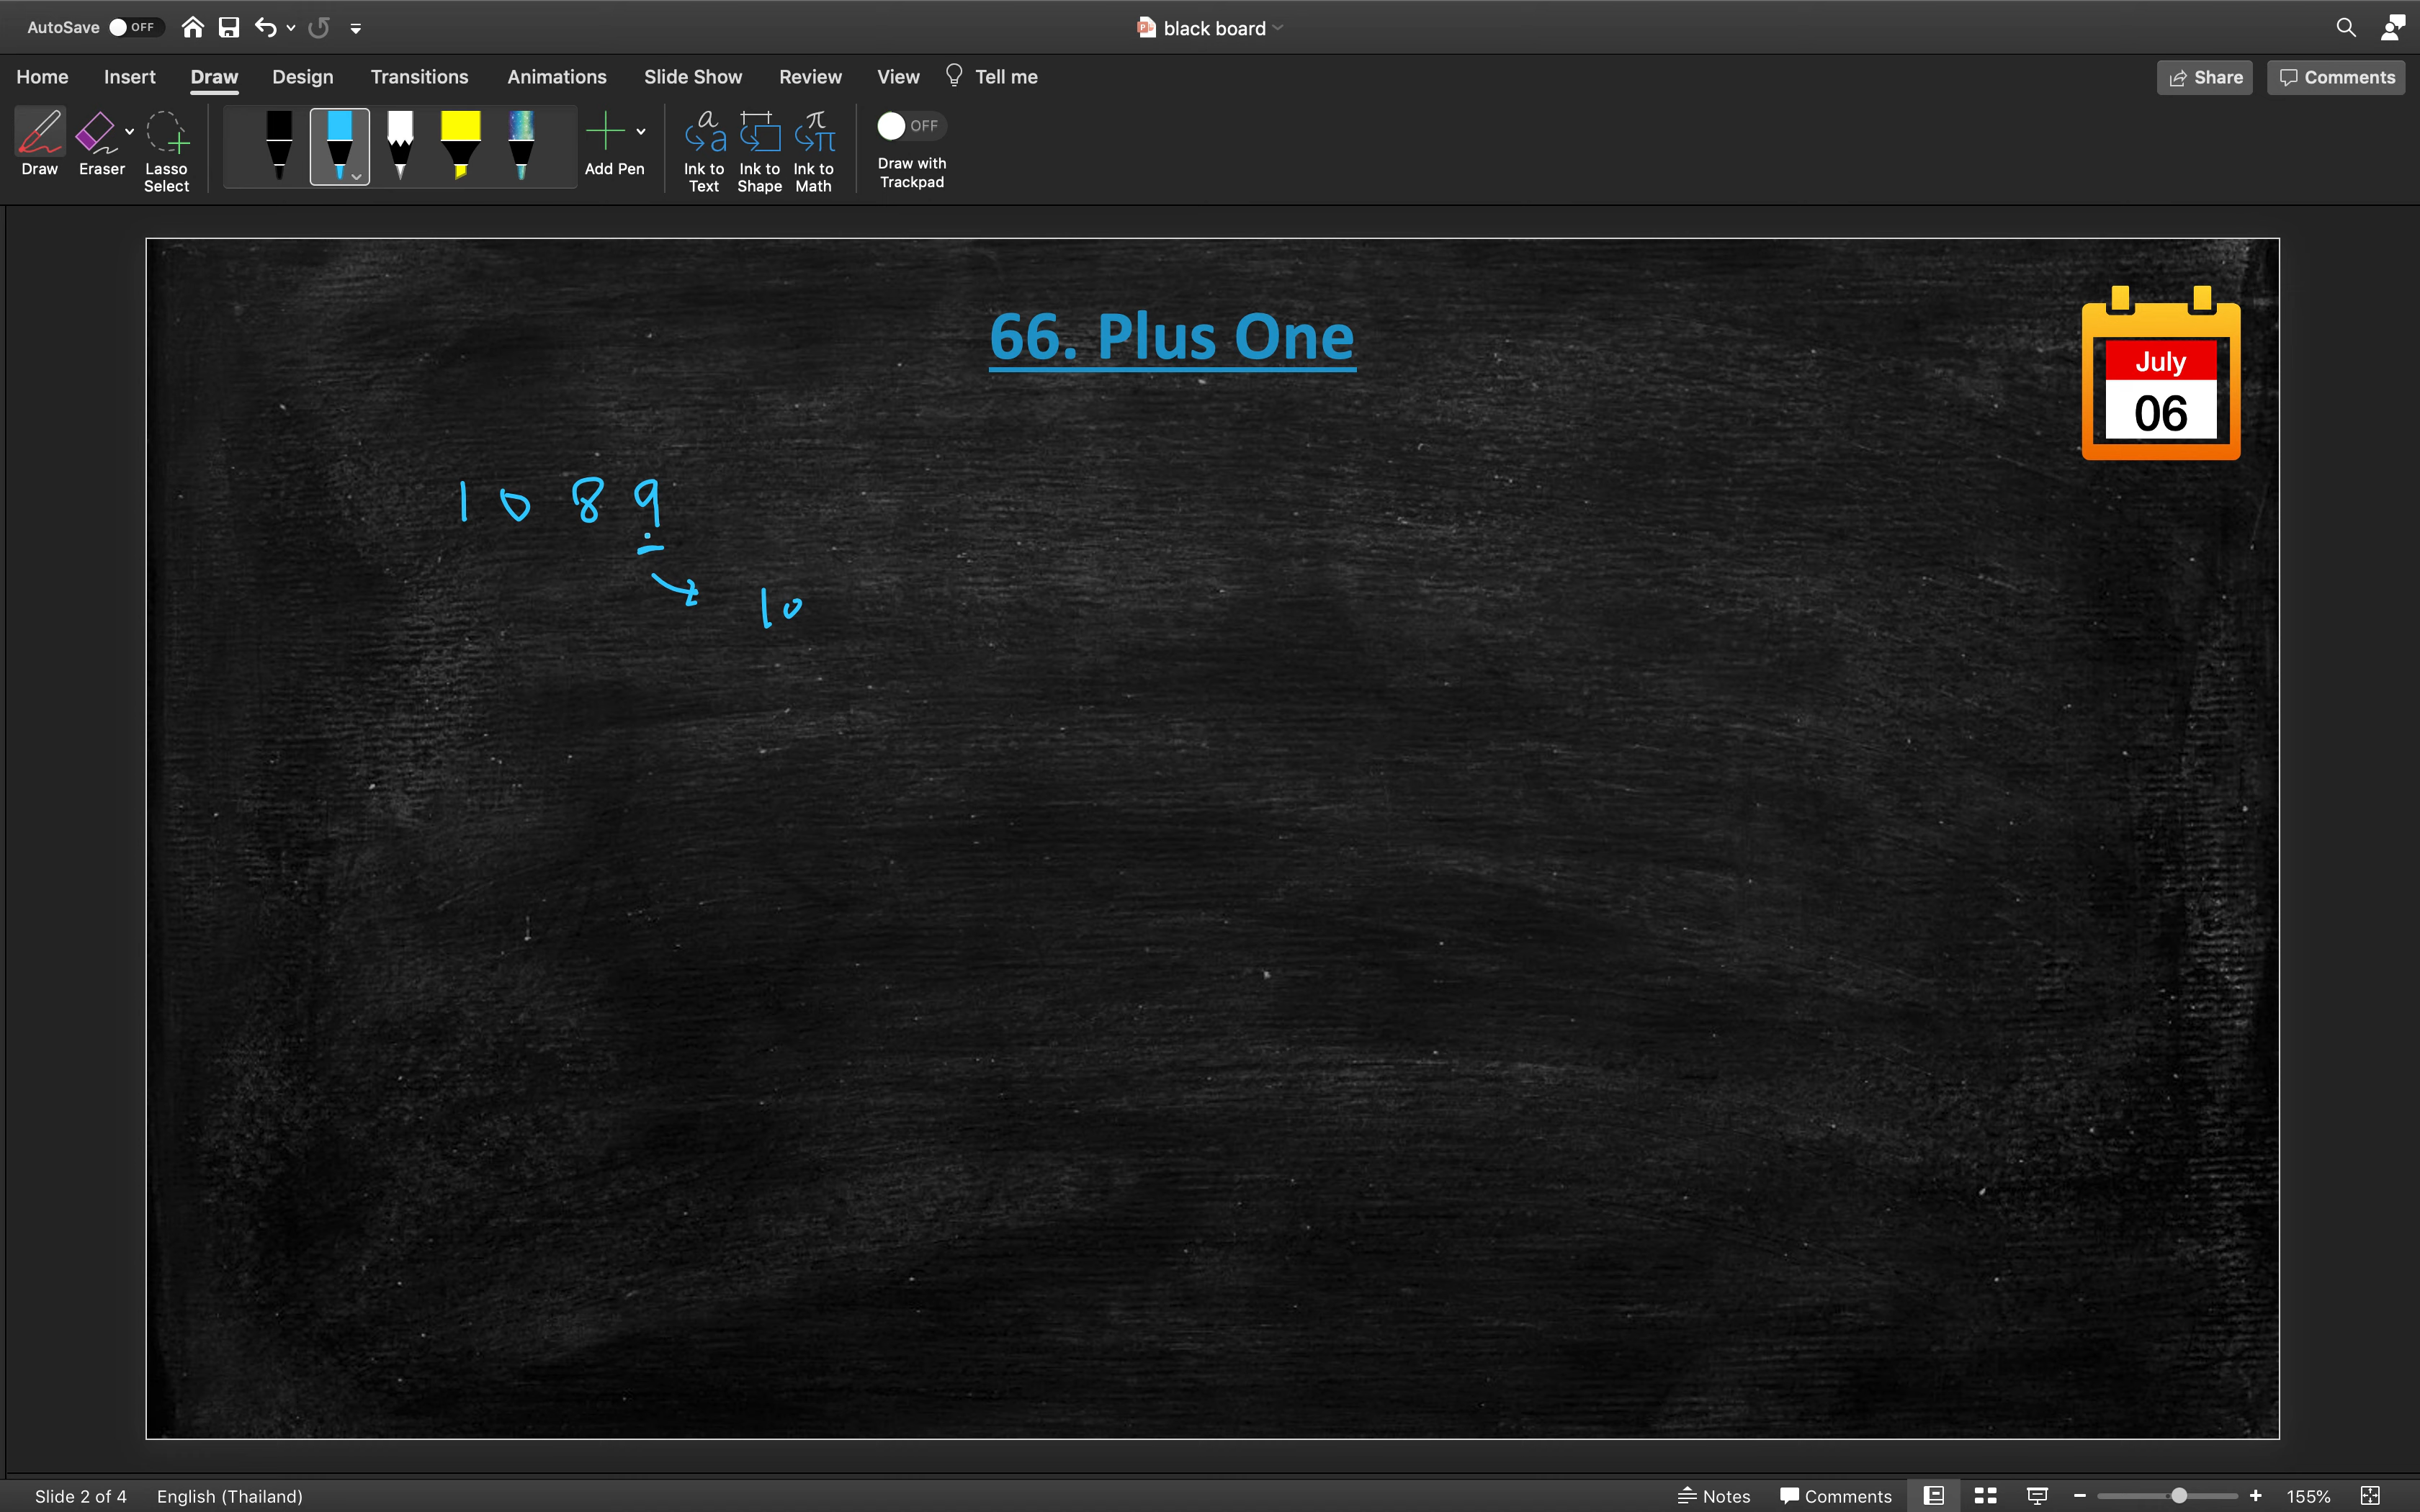 AutoSave OFF black board
Home Insert Draw Design Transitions Animations Slide Show Review View Tell me Share Comments
Draw Eraser Lasso Select Add Pen a a Ink to Text Ink to Shape π π Ink to Math OFF Draw with Trackpad
66. Plus One
July
06
1 0 8 9
10
Slide 2 of 4 English (Thailand) Notes Comments 155%